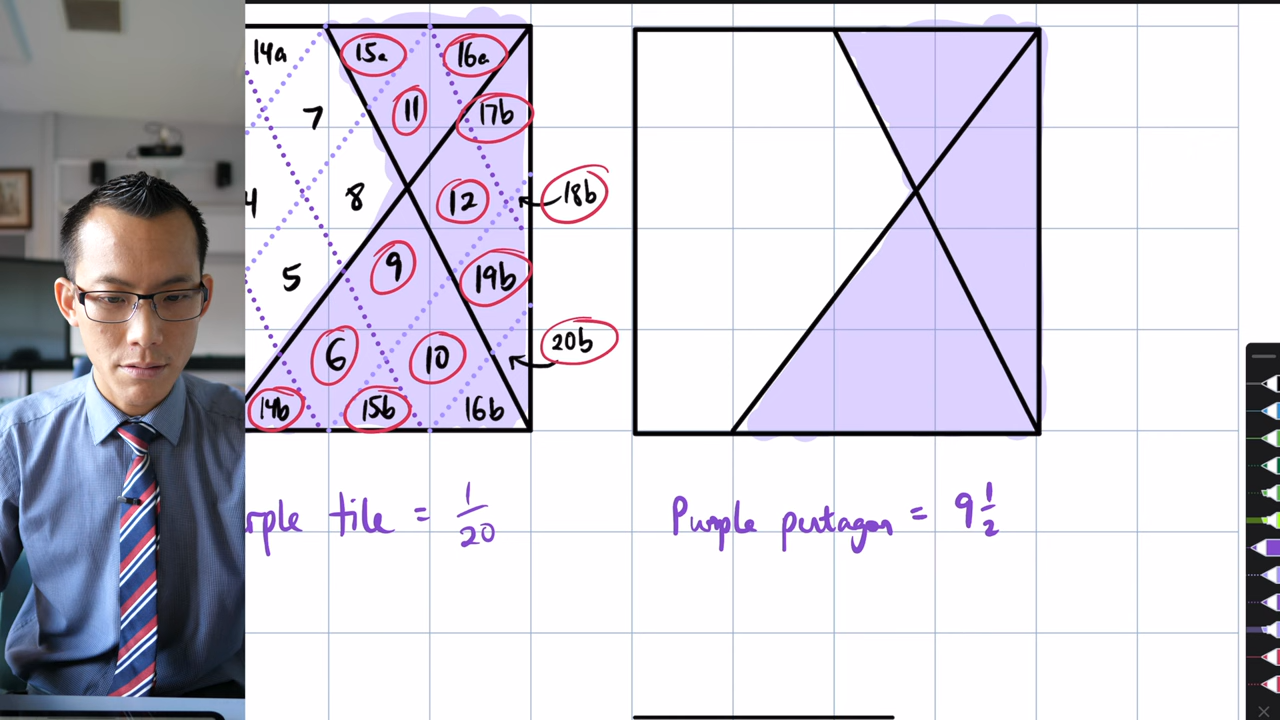 14a 15a 16a
7 11 17b
4 8 12 18b
5 9 19b
6 10 20b
14b 15b 16b
rple tile = 1/20
Purple pentagon = 9 1/2